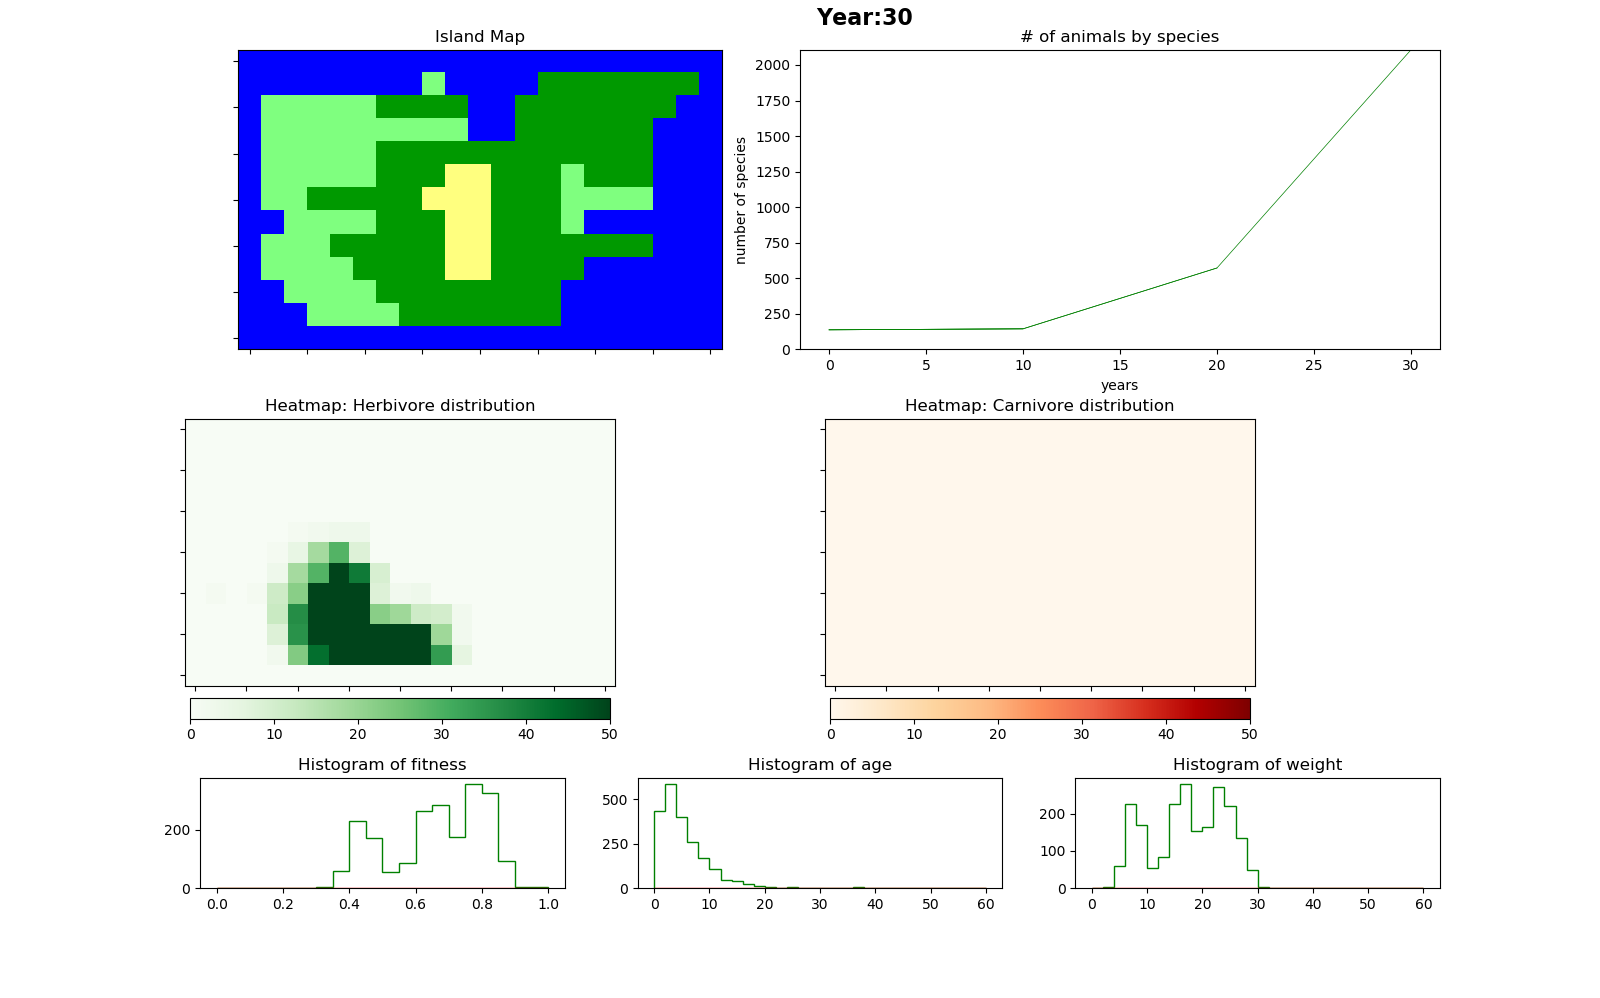 Year:30
Island Map
# of animals by species
number of species
2000
1750
1500
1250
1000
750
500
250
0
0 5 10 15 20 25 30
years
Heatmap: Herbivore distribution
0 10 20 30 40 50
Heatmap: Carnivore distribution
0 10 20 30 40 50
Histogram of fitness
200
0
0.0 0.2 0.4 0.6 0.8 1.0
Histogram of age
500
250
0
0 10 20 30 40 50 60
Histogram of weight
200
100
0
0 10 20 30 40 50 60